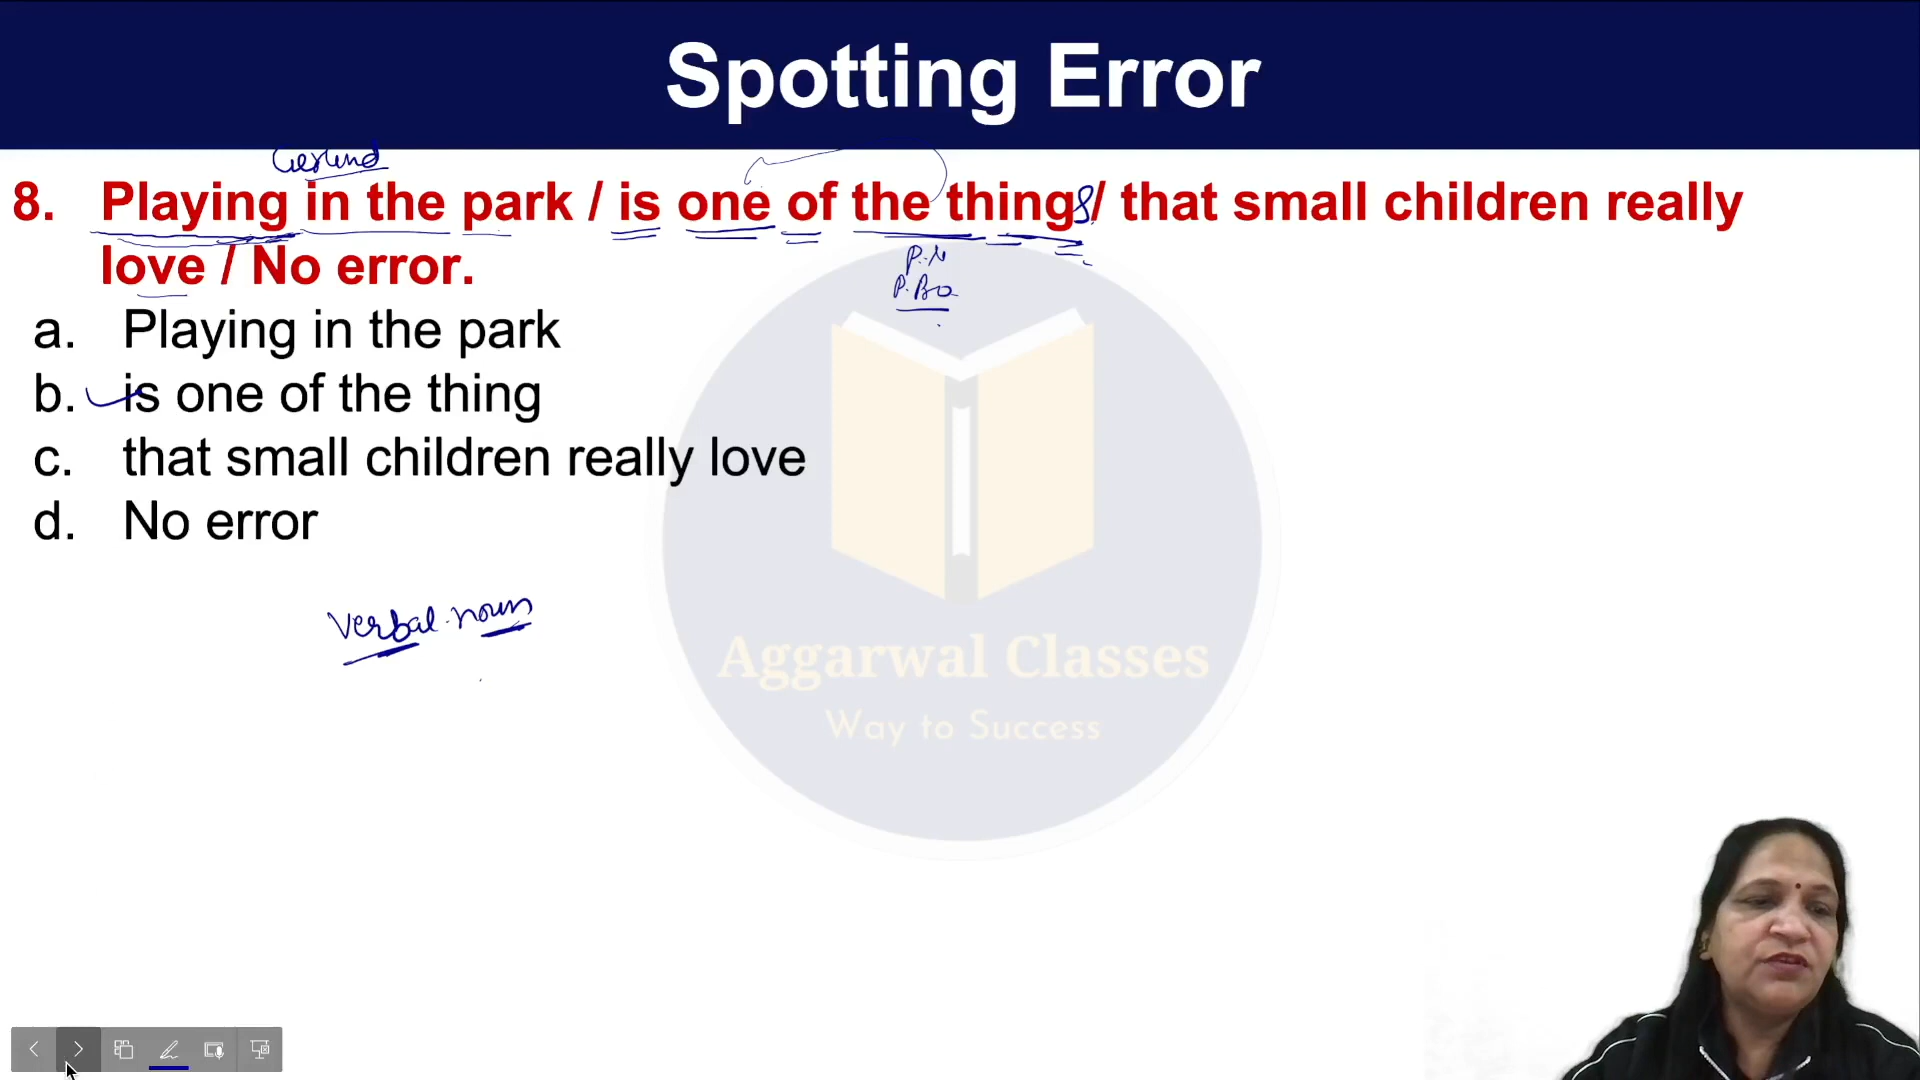 Spotting Error
Gerund
8. Playing in the park / is one of the things/ that small children really
love / No error.
P.N
a. Playing in the park
b. is one of the thing
c. that small children really love
d. No error
Verbal noun
Aggarwal Classes
Way to Success